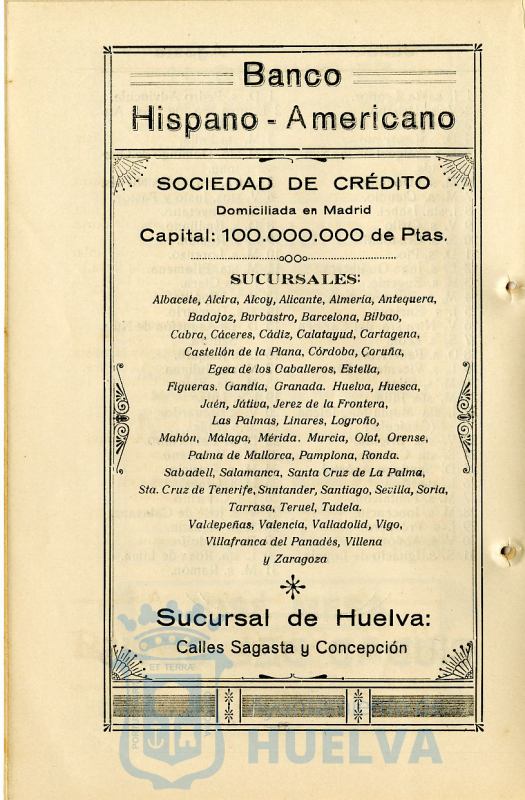 Banco
Hispano - Americano
SOCIEDAD DE CRÉDITO
Domiciliada en Madrid
Capital: 100.000.000 de Ptas.
SUCURSALES:
Albacete, Alcira, Alcoy, Alicante, Almería, Antequera,
Badajoz, Barbastro, Barcelona, Bilbao,
Cabra, Cáceres, Cádiz, Calatayud, Cartagena,
Castellón de la Plana, Córdoba, Coruña,
Egea de los Caballeros, Estella,
Figueras. Gandía, Granada. Huelva, Huesca,
Jaén, Játiva, Jerez de la Frontera,
Las Palmas, Linares, Logroño,
Mahón, Málaga, Mérida. Murcia, Olot, Orense,
Palma de Mallorca, Pamplona, Ronda.
Sabadell, Salamanca, Santa Cruz de La Palma,
Sta. Cruz de Tenerife, Santander, Santiago, Sevilla, Soria,
Tarrasa, Teruel, Tudela.
Valdepeñas, Valencia, Valladolid, Vigo,
Villafranca del Panadés, Villena
y Zaragoza
Sucursal de Huelva:
Calles Sagasta y Concepción
ET TERRÆ
HUELVA